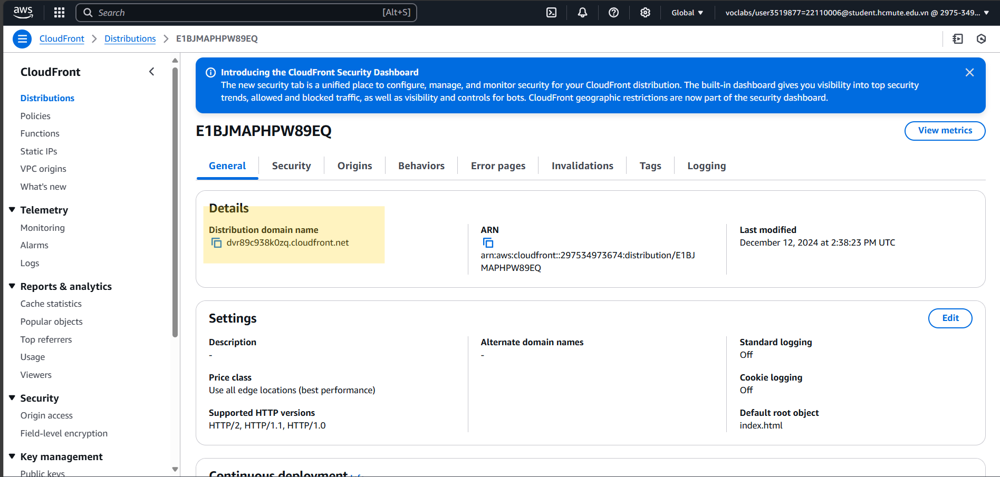 aws
Search [Alt+S]
Global
voclabs/user3519877=22110006@student.hcmute.edu.vn @ 2975-349...
CloudFront
Distributions
E1BJMAPHPW89EQ
CloudFront
Distributions
Policies
Functions
Static IPs
VPC origins
What's new
Telemetry
Monitoring
Alarms
Logs
Reports & analytics
Cache statistics
Popular objects
Top referrers
Usage
Viewers
Security
Origin access
Field-level encryption
Key management
Public keys
Introducing the CloudFront Security Dashboard
The new security tab is a unified place to configure, manage, and monitor security for your CloudFront distribution. The built-in dashboard gives you visibility into top security
trends, allowed and blocked traffic, as well as visibility and controls for bots. CloudFront geographic restrictions are now part of the security dashboard.
E1BJMAPHPW89EQ
View metrics
General
Security
Origins
Behaviors
Error pages
Invalidations
Tags
Logging
Details
Distribution domain name
dvr89c938k0zq.cloudfront.net
ARN
arn:aws:cloudfront::297534973674:distribution/E1BJ
MAPHPW89EQ
Last modified
December 12, 2024 at 2:38:23 PM UTC
Settings
Edit
Description
-
Price class
Use all edge locations (best performance)
Supported HTTP versions
HTTP/2, HTTP/1.1, HTTP/1.0
Alternate domain names
-
Standard logging
Off
Cookie logging
Off
Default root object
index.html
Continuous deployment Info